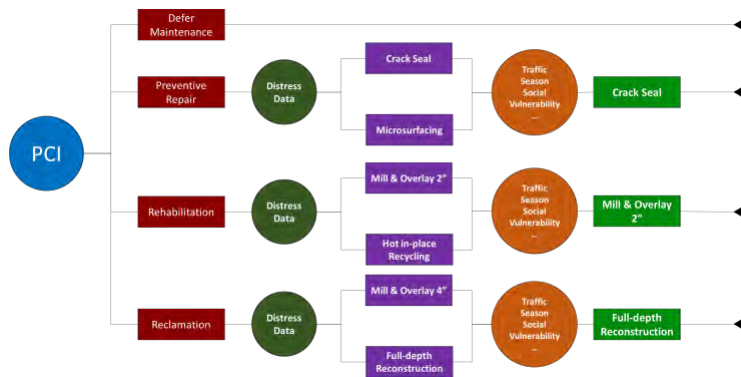 PCI
Defer
Maintenance
Preventive
Repair
Distress
Data
Crack Seal
Microsurfacing
Traffic
Season
Social
Vulnerability
...
Crack Seal
Rehabilitation
Distress
Data
Mill & Overlay 2"
Hot in-place
Recycling
Traffic
Season
Social
Vulnerability
...
Mill & Overlay
2"
Reclamation
Distress
Data
Mill & Overlay 4"
Full-depth
Reconstruction
Traffic
Season
Social
Vulnerability
...
Full-depth
Reconstruction